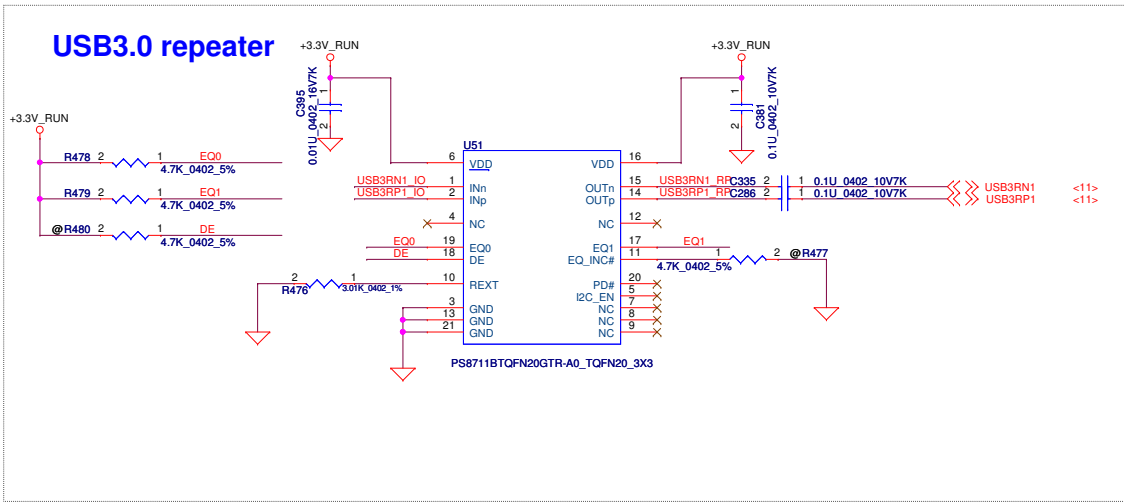 USB3.0 repeater
+3.3V_RUN
+3.3V_RUN
C395
0.01U_0402_16V7K
1
2
C381
0.1U_0402_10V7K
1
2
+3.3V_RUN
R478 2 1 EQ0
4.7K_0402_5%
R479 2 1 EQ1
4.7K_0402_5%
@R480 2 1 DE
4.7K_0402_5%
U51
6 VDD VDD 16
USB3RN1_IO 1 INn OUTn 15 USB3RN1_RP C335 2 1 0.1U_0402_10V7K USB3RN1 <11>
USB3RP1_IO 2 INp OUTp 14 USB3RP1_RP C286 2 1 0.1U_0402_10V7K USB3RP1 <11>
4 NC NC 12
EQ0 19 EQ0 EQ1 17 EQ1
DE 18 DE EQ_INC# 11 1 2 @R477
4.7K_0402_5%
2 R476 1 3.01K_0402_1% 10 REXT PD# 20
I2C_EN 5
3 GND NC 7
13 GND NC 8
21 GND NC 9
PS8711BTQFN20GTR-A0_TQFN20_3X3